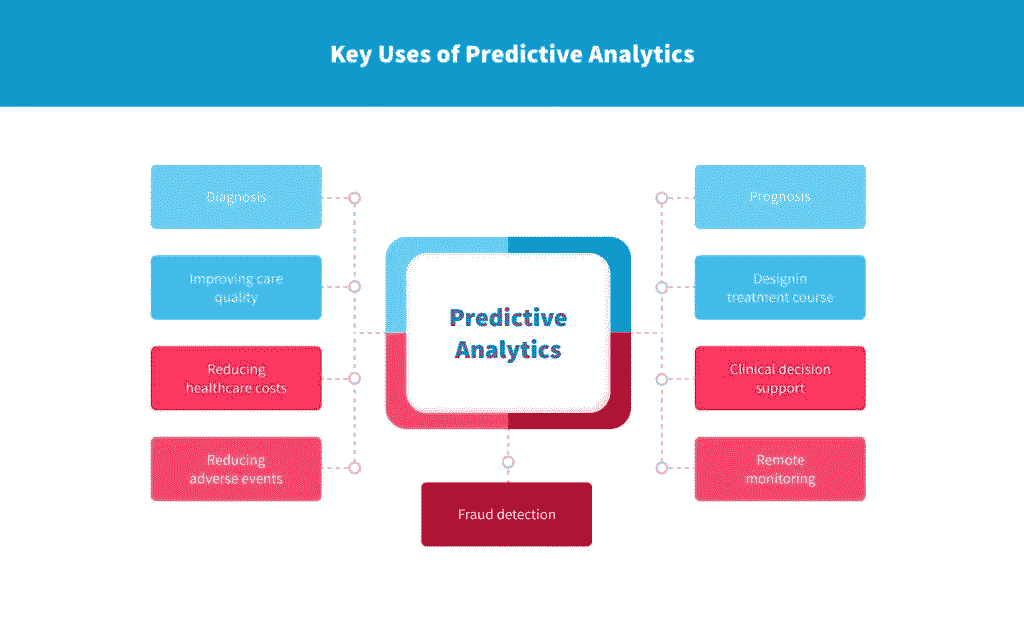 Key Uses of Predictive Analytics
Diagnosis
Improving care
quality
Reducing
healthcare costs
Reducing
adverse events
Predictive
Analytics
Fraud detection
Prognosis
Designin
treatment course
Clinical decision
support
Remote
monitoring